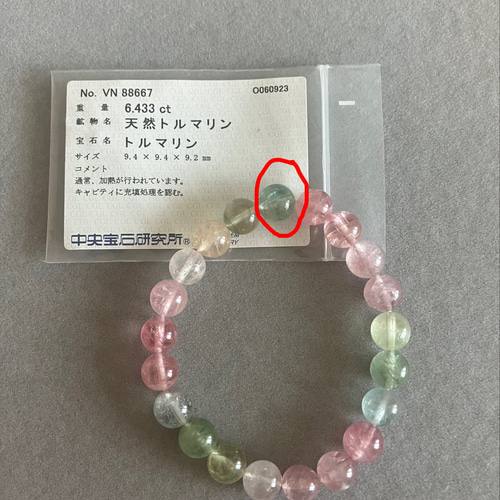 No. VN 88667 O060923
重量 6.433 ct
鉱物名 天然トルマリン
宝石名 トルマリン
サイズ 9.4 × 9.4 × 9.2 mm
コメント
通常、加熱が行われています。
キャビティに充填処理を認む。
中央宝石研究所®